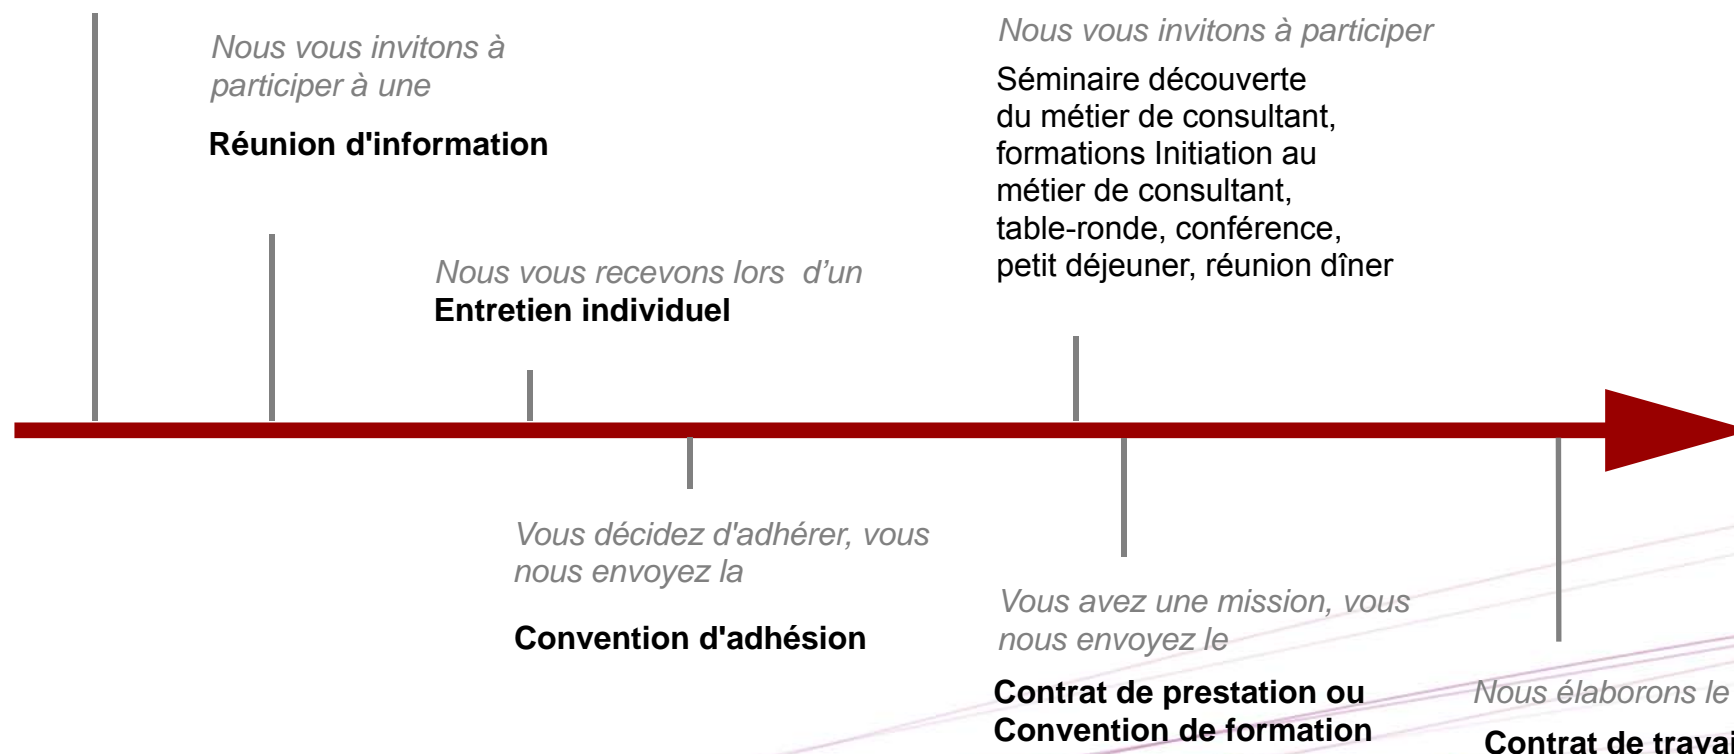 Nous vous invitons à
participer à une
Réunion d'information
Nous vous recevons lors d’un
Entretien individuel
Nous vous invitons à participer
Séminaire découverte
du métier de consultant,
formations Initiation au
métier de consultant,
table-ronde, conférence,
petit déjeuner, réunion dîner
Vous décidez d'adhérer, vous
nous envoyez la
Convention d'adhésion
Vous avez une mission, vous
nous envoyez le
Contrat de prestation ou
Convention de formation
Nous élaborons le
Contrat de travai